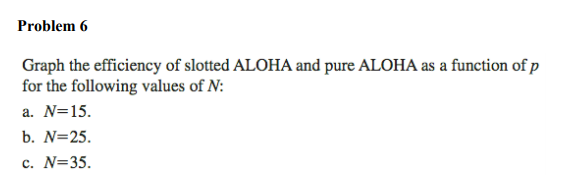 Problem 6
Graph the efficiency of slotted ALOHA and pure ALOHA as a function of p
for the following values of N:
a. N=15.
b. N=25.
c. N=35.